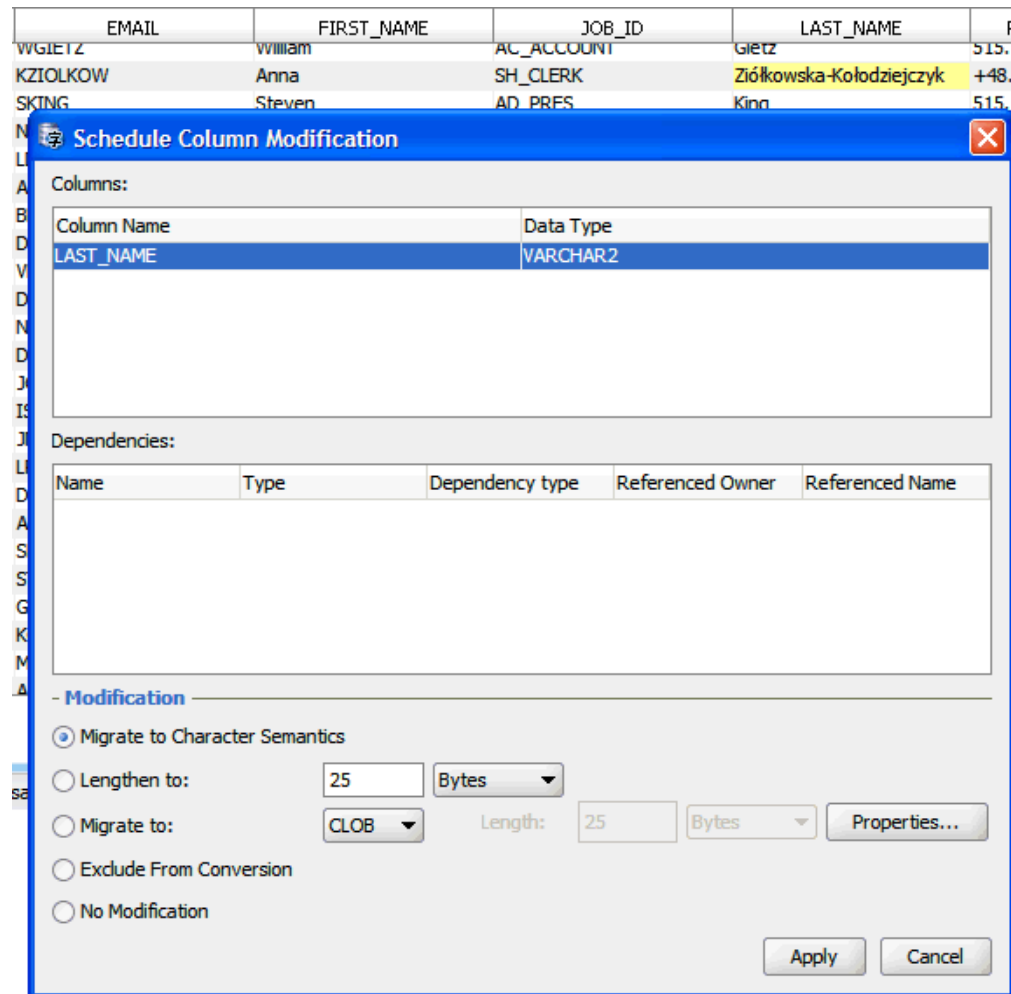 EMAIL FIRST_NAME JOB_ID LAST_NAME
WGIETZ William AC_ACCOUNT Gietz 515.
KZIOLKOW Anna SH_CLERK Ziółkowska-Kołodziejczyk +48.
SKING Steven AD_PRES King 515.
Schedule Column Modification
Columns:
Column Name Data Type
LAST_NAME VARCHAR2
Dependencies:
Name Type Dependency type Referenced Owner Referenced Name
Modification
Migrate to Character Semantics
Lengthen to: 25 Bytes
Migrate to: CLOB Length: 25 Bytes Properties...
Exclude From Conversion
No Modification
Apply Cancel